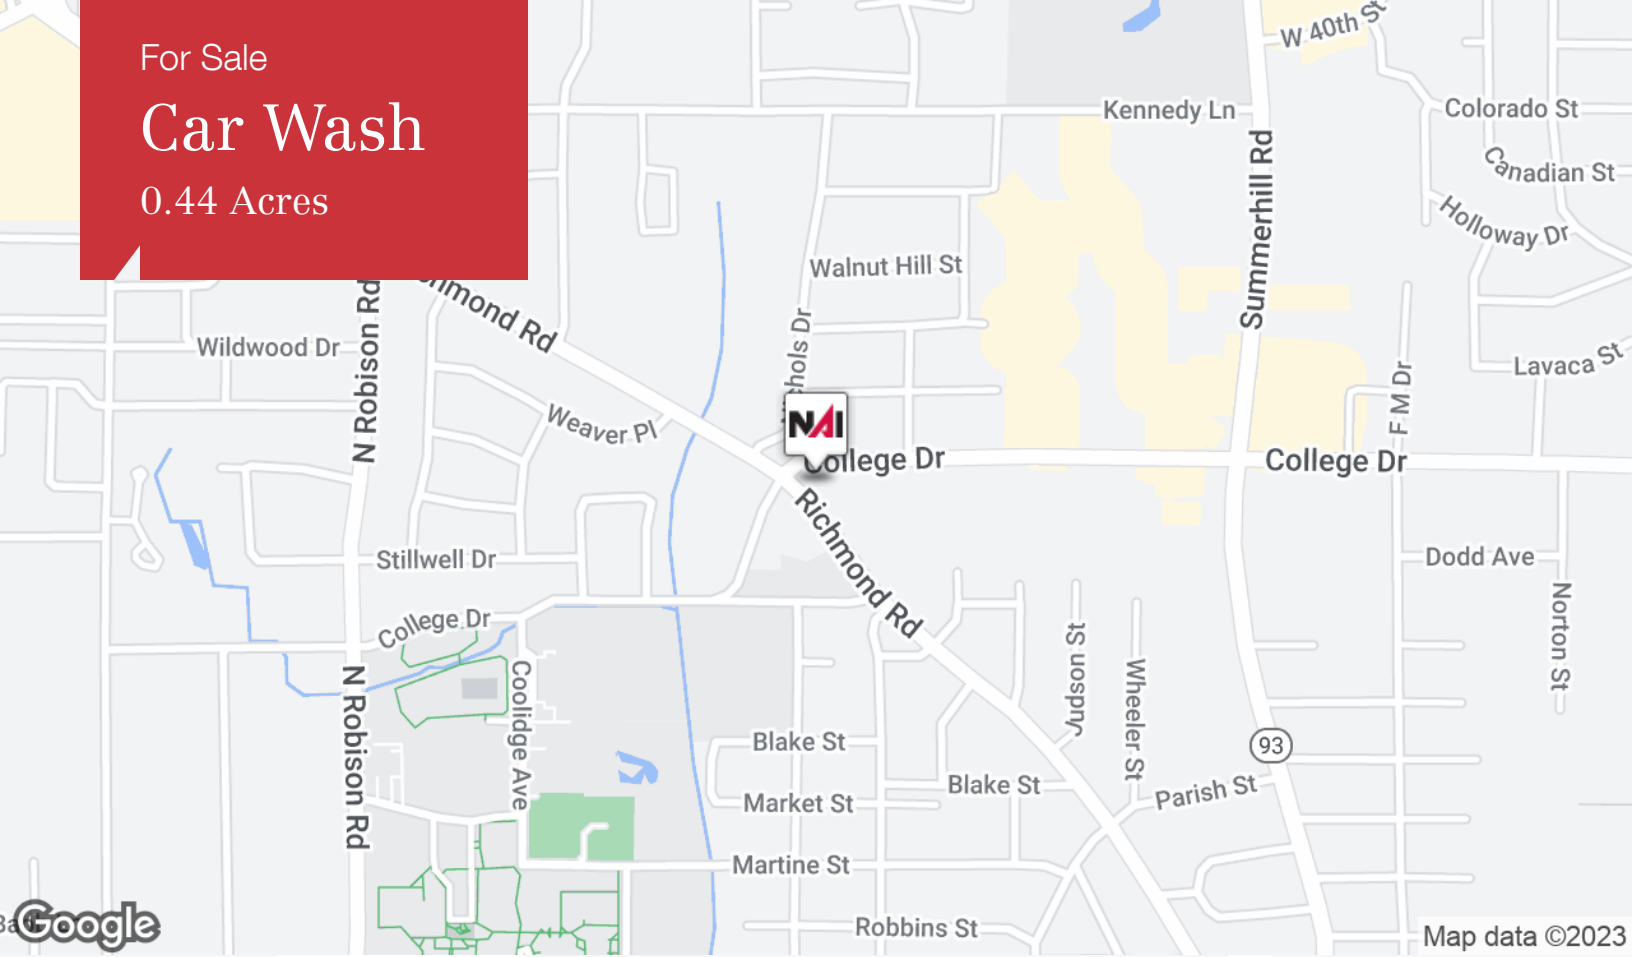 For Sale
Car Wash
0.44 Acres
W 40th St
Kennedy Ln
Colorado St
Summerhill Rd
Canadian St
Holloway Dr
Walnut Hill St
N Robison Rd
Wildwood Dr
Lavaca St
F M Dr
Weaver Pl
NAI
College Dr
College Dr
Richmond Rd
Stillwell Dr
Dodd Ave
College Dr
Norton St
Judson St
Wheeler St
N Robison Rd
Coolidge Ave
Blake St
93
Blake St
Parish St
Market St
Martine St
Robbins St
Google
Map data ©2023